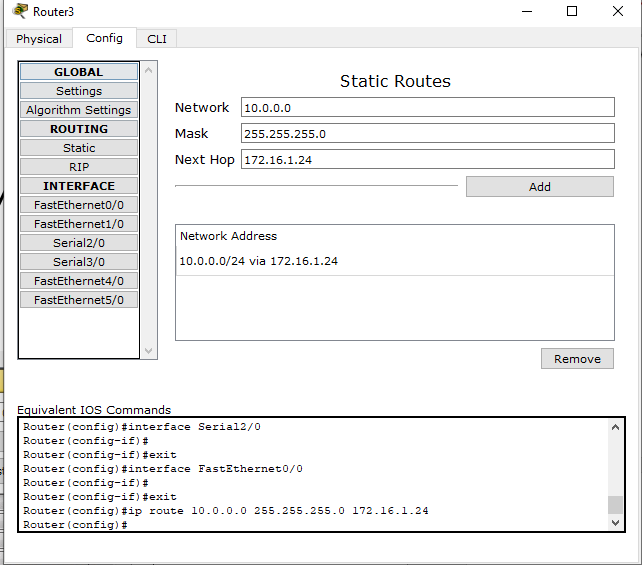 Router3
Physical Config CLI
GLOBAL
Settings
Algorithm Settings
ROUTING
Static
RIP
INTERFACE
FastEthernet0/0
FastEthernet1/0
Serial2/0
Serial3/0
FastEthernet4/0
FastEthernet5/0
Static Routes
Network 10.0.0.0
Mask 255.255.255.0
Next Hop 172.16.1.24
Add
Network Address
10.0.0.0/24 via 172.16.1.24
Remove
Equivalent IOS Commands
Router(config)#interface Serial2/0
Router(config-if)#
Router(config-if)#exit
Router(config)#interface FastEthernet0/0
Router(config-if)#
Router(config-if)#exit
Router(config)#ip route 10.0.0.0 255.255.255.0 172.16.1.24
Router(config)#